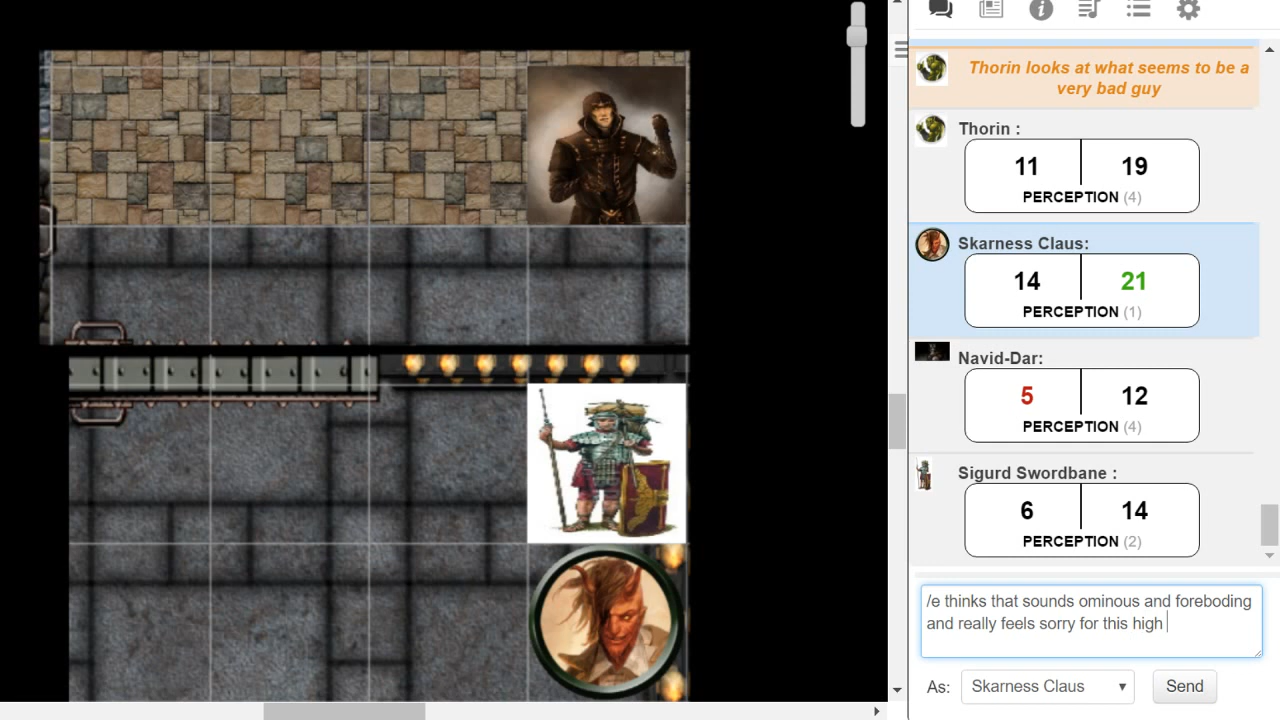 Thorin looks at what seems to be a
very bad guy
Thorin :
11 19
PERCEPTION (4)
Skarness Claus:
14 21
PERCEPTION (1)
Navid-Dar:
5 12
PERCEPTION (4)
Sigurd Swordbane :
6 14
PERCEPTION (2)
/e thinks that sounds ominous and foreboding
and really feels sorry for this high
As: Skarness Claus Send